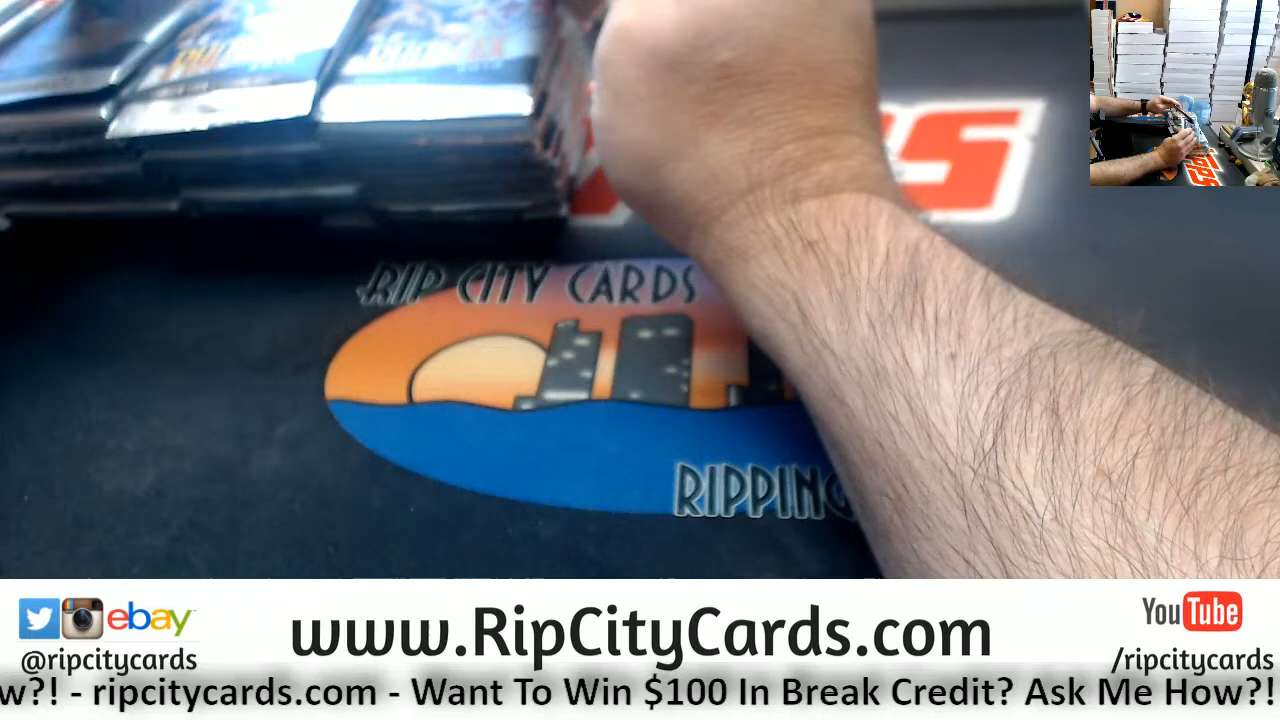 RIP CITY CARDS
RIPPING
www.RipCityCards.com
ebay
@ripcitycards
YouTube
/ripcitycards
w?! - ripcitycards.com - Want To Win $100 In Break Credit? Ask Me How?!